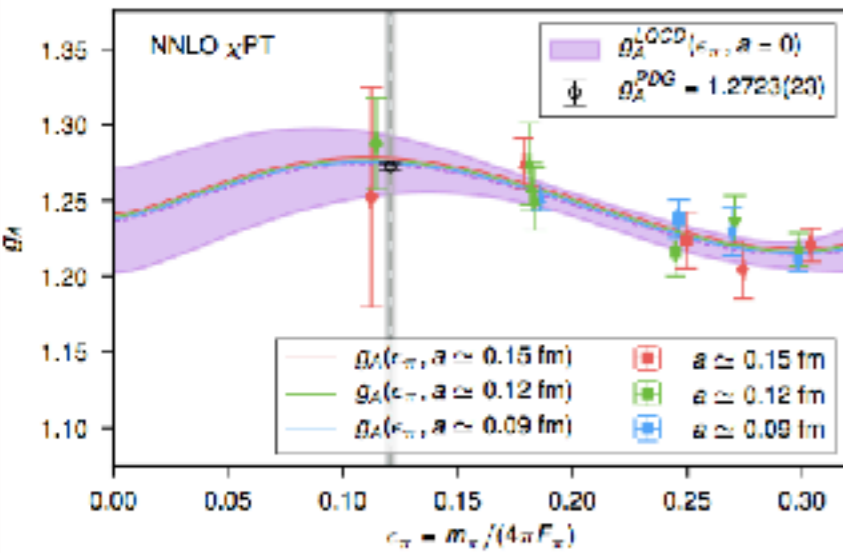 NNLO χPT
g_A^{LQCD}(ε_π, a = 0)
g_A^{PDG} = 1.2723(23)
1.35
1.30
1.25
1.20
1.15
1.10
g_A
g_A(ε_π, a ≃ 0.15 fm)
g_A(ε_π, a ≃ 0.12 fm)
g_A(ε_π, a ≃ 0.09 fm)
a ≃ 0.15 fm
a ≃ 0.12 fm
a ≃ 0.09 fm
0.00 0.05 0.10 0.15 0.20 0.25 0.30
ε_π = m_π/(4πF_π)